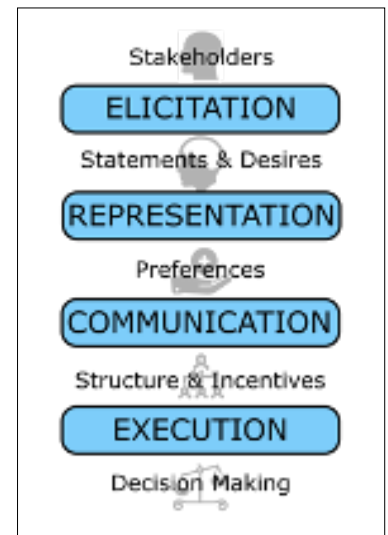 Stakeholders
ELICITATION
Statements & Desires
REPRESENTATION
Preferences
COMMUNICATION
Structure & Incentives
EXECUTION
Decision Making